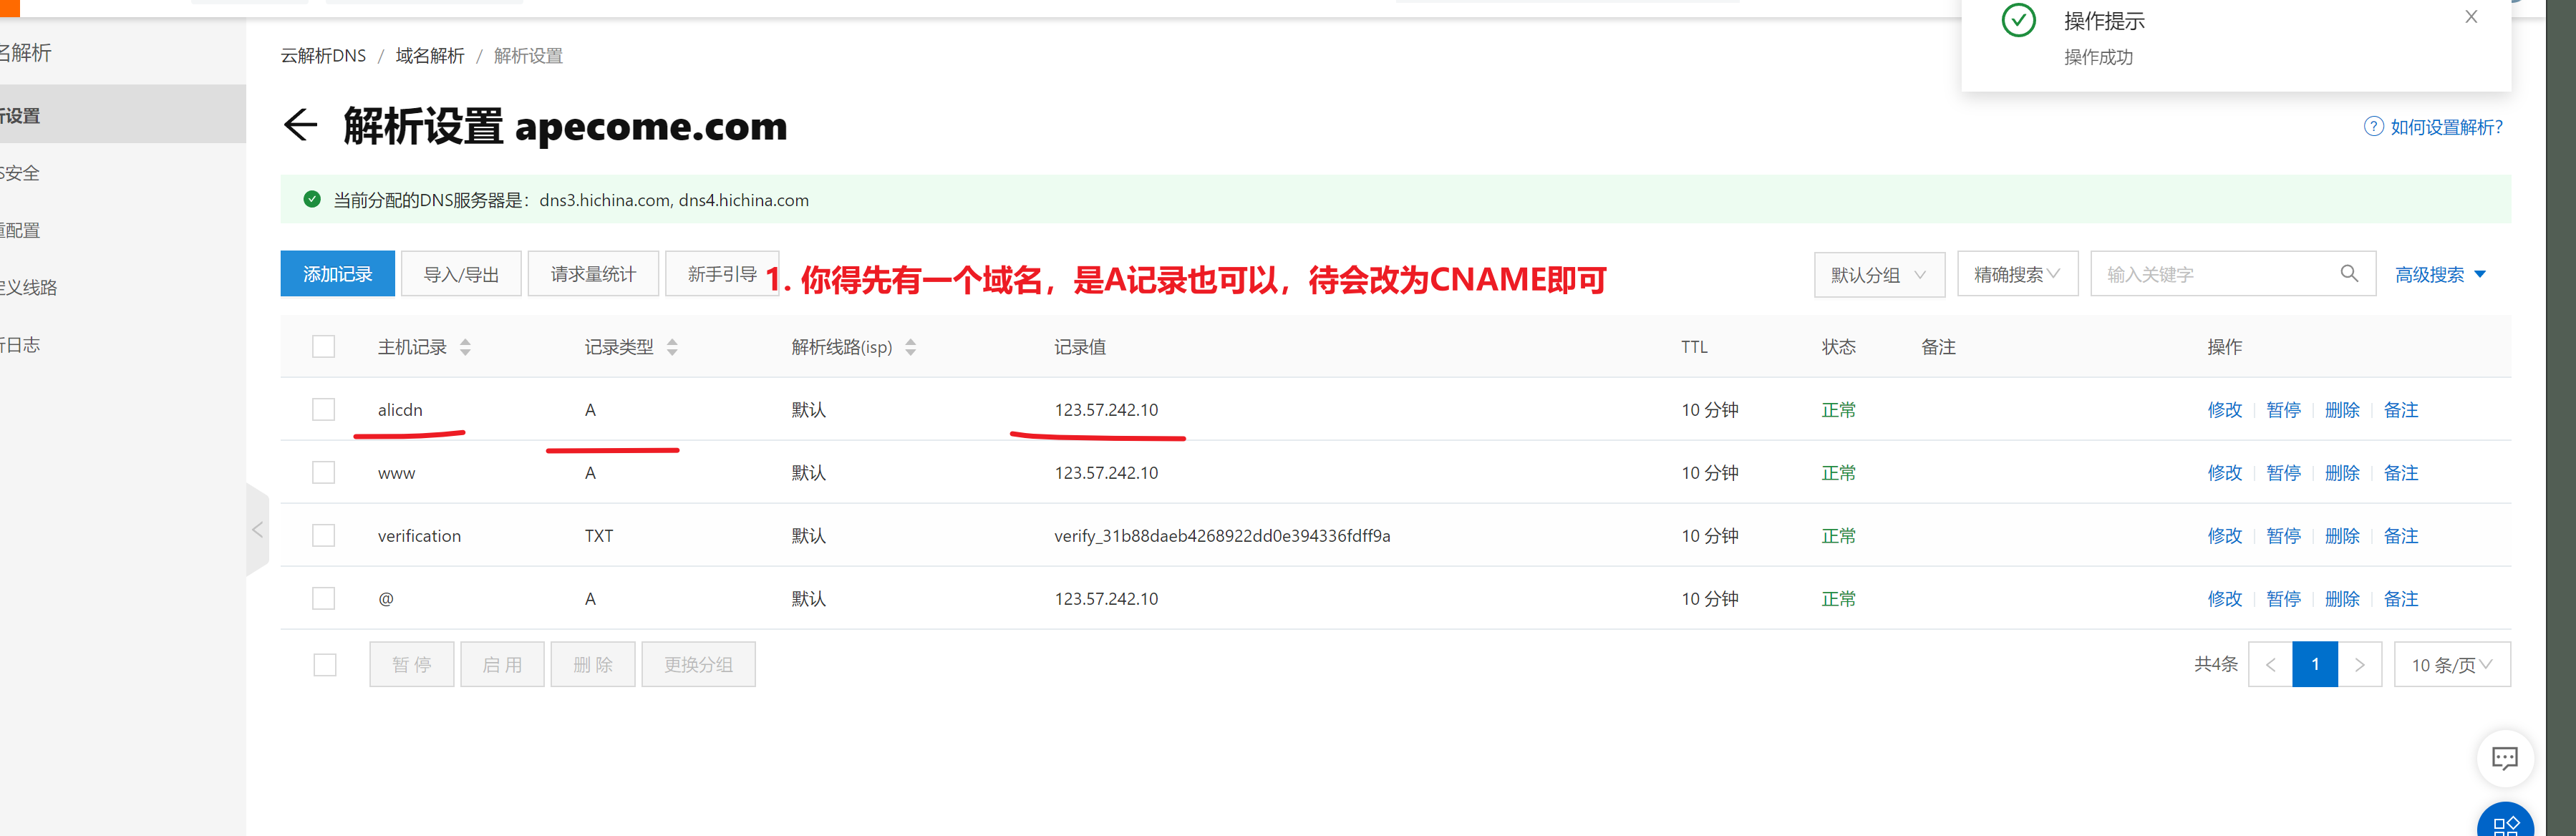 操作提示
操作成功
名解析
析设置
S安全
重配置
定义线路
析日志
云解析DNS / 域名解析 / 解析设置
解析设置 apecome.com
如何设置解析?
当前分配的DNS服务器是：dns3.hichina.com, dns4.hichina.com
添加记录 导入/导出 请求量统计 新手引导
1. 你得先有一个域名，是A记录也可以，待会改为CNAME即可
默认分组 精确搜索 输入关键字 高级搜索
主机记录 记录类型 解析线路(isp) 记录值 TTL 状态 备注 操作
alicdn A 默认 123.57.242.10 10 分钟 正常 修改 暂停 删除 备注
www A 默认 123.57.242.10 10 分钟 正常 修改 暂停 删除 备注
verification TXT 默认 verify_31b88daeb4268922dd0e394336fdff9a 10 分钟 正常 修改 暂停 删除 备注
@ A 默认 123.57.242.10 10 分钟 正常 修改 暂停 删除 备注
暂 停 启 用 删 除 更换分组
共4条 1 10 条/页